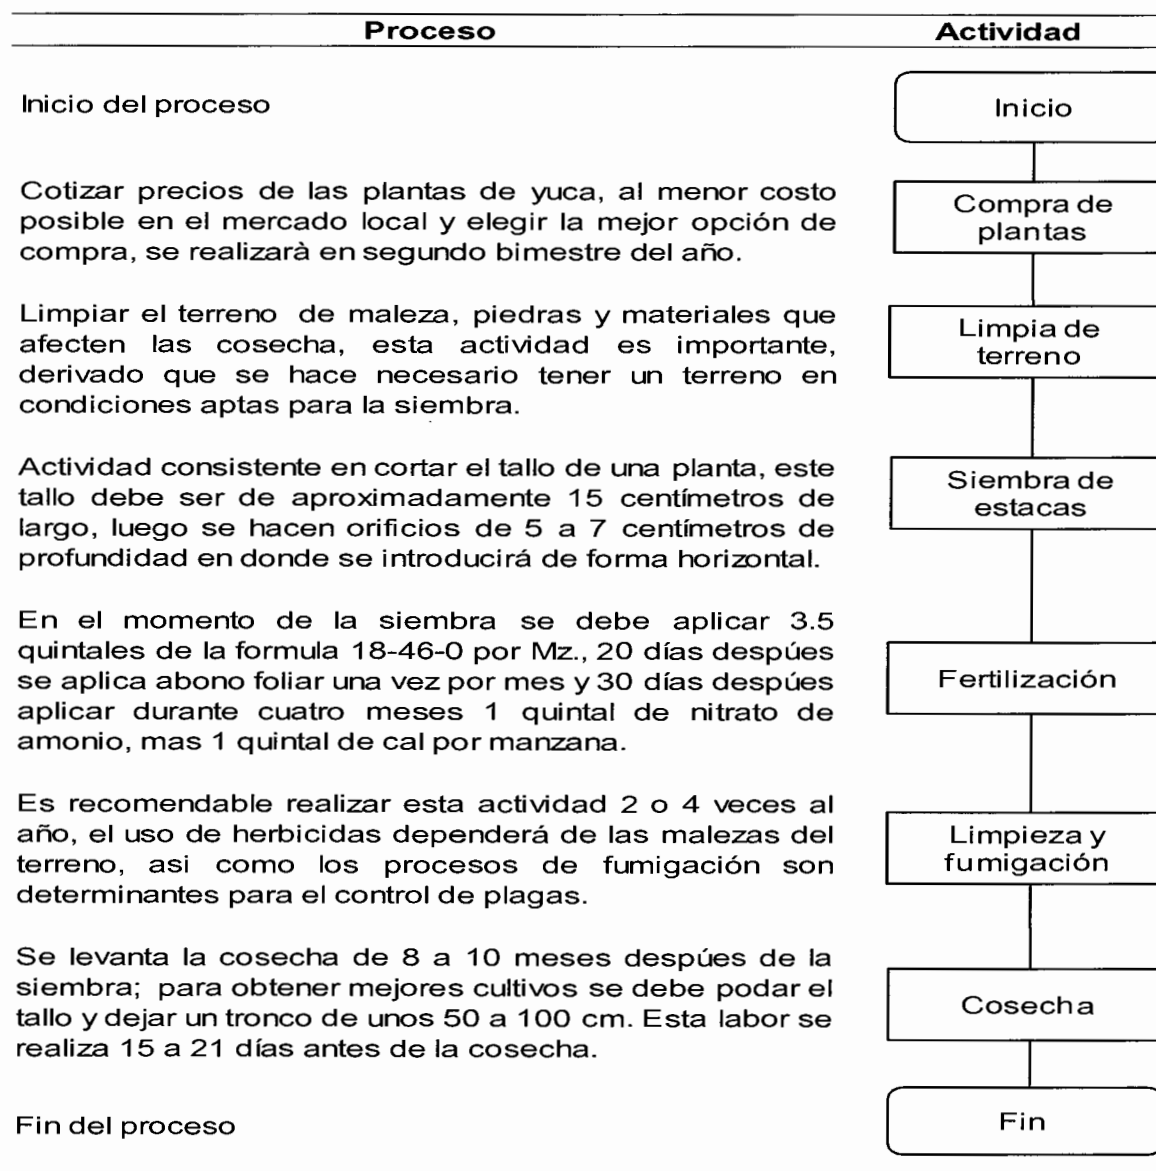 Proceso Actividad
Inicio del proceso
Inicio
Cotizar precios de las plantas de yuca, al menor costo
posible en el mercado local y elegir la mejor opción de
compra, se realizarà en segundo bimestre del año.
Compra de
plantas
Limpiar el terreno de maleza, piedras y materiales que
afecten las cosecha, esta actividad es importante,
derivado que se hace necesario tener un terreno en
condiciones aptas para la siembra.
Limpia de
terreno
Actividad consistente en cortar el tallo de una planta, este
tallo debe ser de aproximadamente 15 centímetros de
largo, luego se hacen orificios de 5 a 7 centímetros de
profundidad en donde se introducirá de forma horizontal.
Siembra de
estacas
En el momento de la siembra se debe aplicar 3.5
quintales de la formula 18-46-0 por Mz., 20 días despúes
se aplica abono foliar una vez por mes y 30 días despúes
aplicar durante cuatro meses 1 quintal de nitrato de
amonio, mas 1 quintal de cal por manzana.
Fertilización
Es recomendable realizar esta actividad 2 o 4 veces al
año, el uso de herbicidas dependerá de las malezas del
terreno, asi como los procesos de fumigación son
determinantes para el control de plagas.
Limpieza y
fumigación
Se levanta la cosecha de 8 a 10 meses despúes de la
siembra; para obtener mejores cultivos se debe podar el
tallo y dejar un tronco de unos 50 a 100 cm. Esta labor se
realiza 15 a 21 días antes de la cosecha.
Cosecha
Fin del proceso
Fin